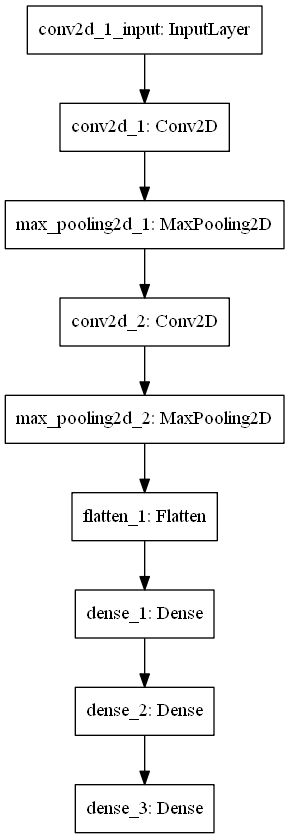 conv2d_1_input: InputLayer
conv2d_1: Conv2D
max_pooling2d_1: MaxPooling2D
conv2d_2: Conv2D
max_pooling2d_2: MaxPooling2D
flatten_1: Flatten
dense_1: Dense
dense_2: Dense
dense_3: Dense